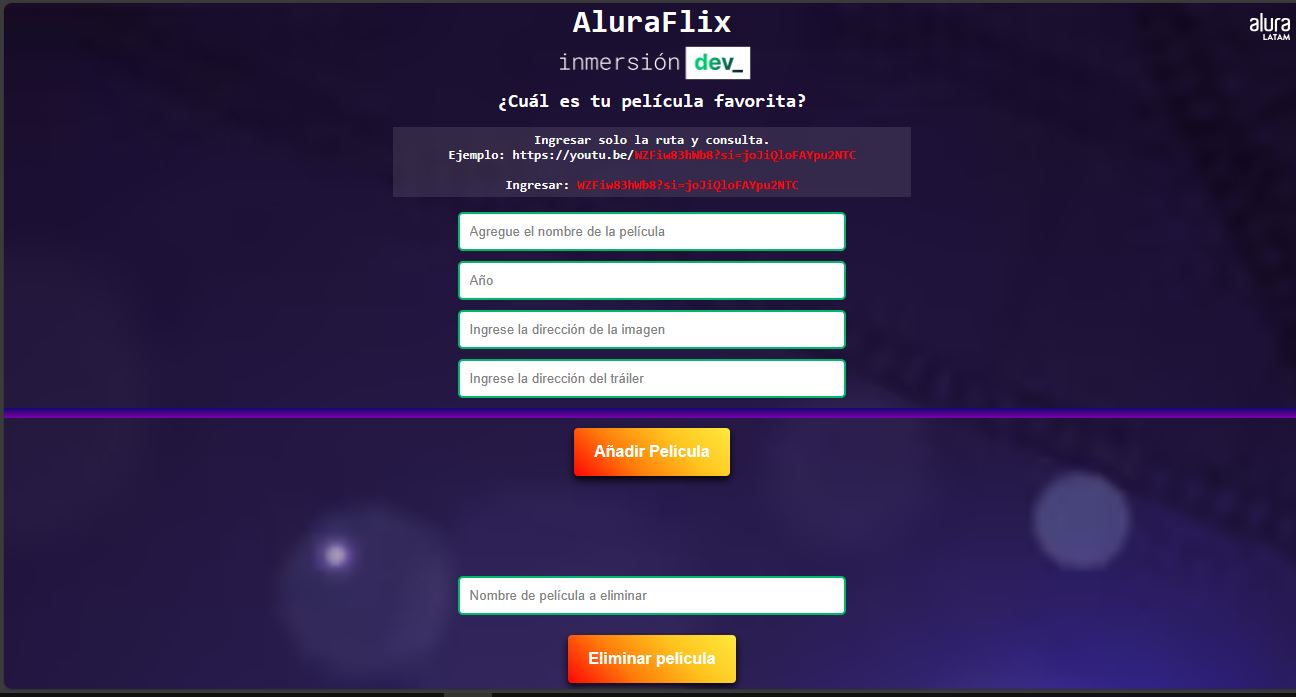 AluraFlix
alura
LATAM
inmersión dev_
¿Cuál es tu película favorita?
Ingresar solo la ruta y consulta.
Ejemplo: https://youtu.be/WZFiw83hWb8?si=joJiQloFAYpu2NTC
Ingresar: WZFiw83hWb8?si=joJiQloFAYpu2NTC
Agregue el nombre de la película
Año
Ingrese la dirección de la imagen
Ingrese la dirección del tráiler
Añadir Película
Nombre de película a eliminar
Eliminar película